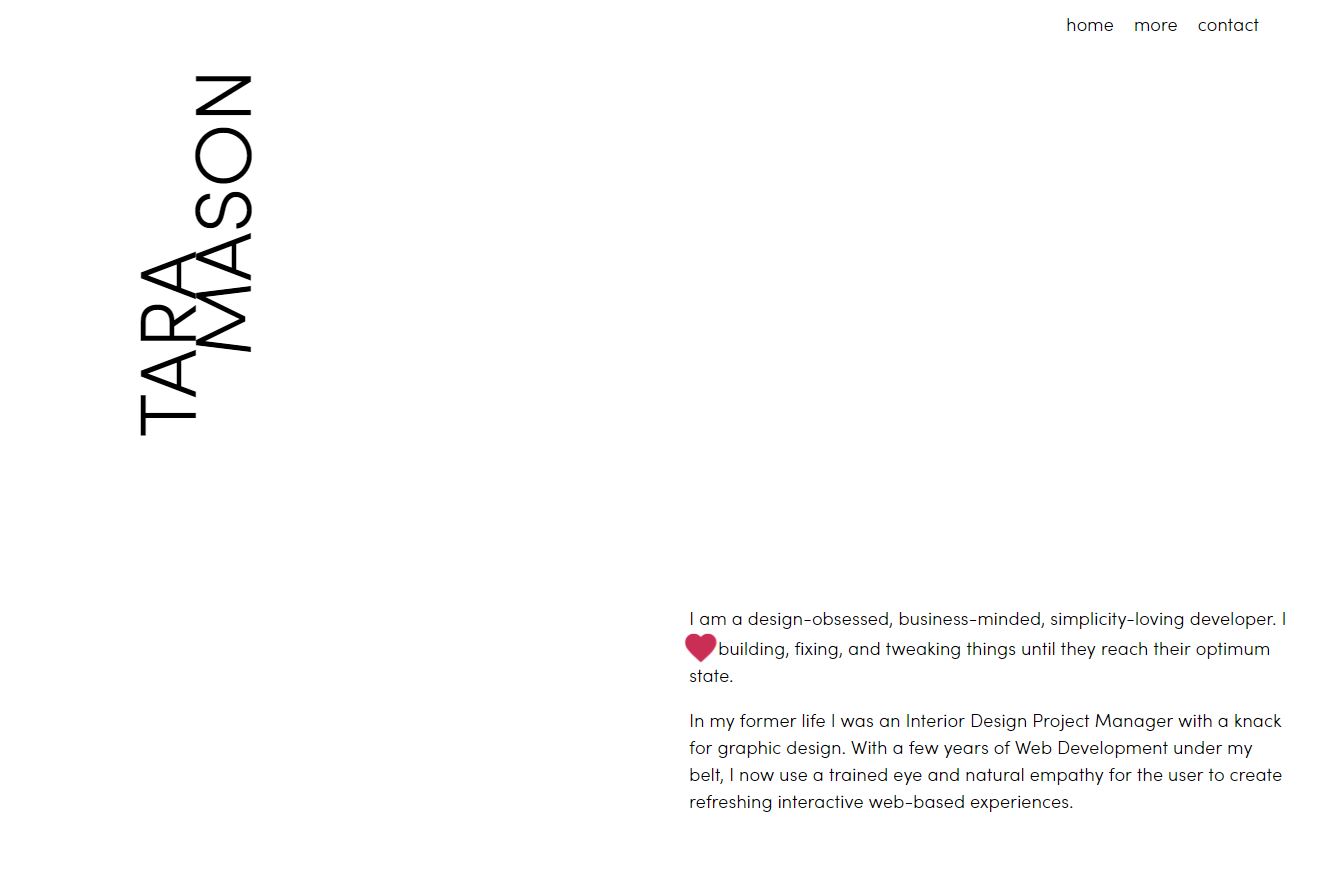 home more contact
TARA
MASON
I am a design-obsessed, business-minded, simplicity-loving developer. I
building, fixing, and tweaking things until they reach their optimum
state.
In my former life I was an Interior Design Project Manager with a knack
for graphic design. With a few years of Web Development under my
belt, I now use a trained eye and natural empathy for the user to create
refreshing interactive web-based experiences.